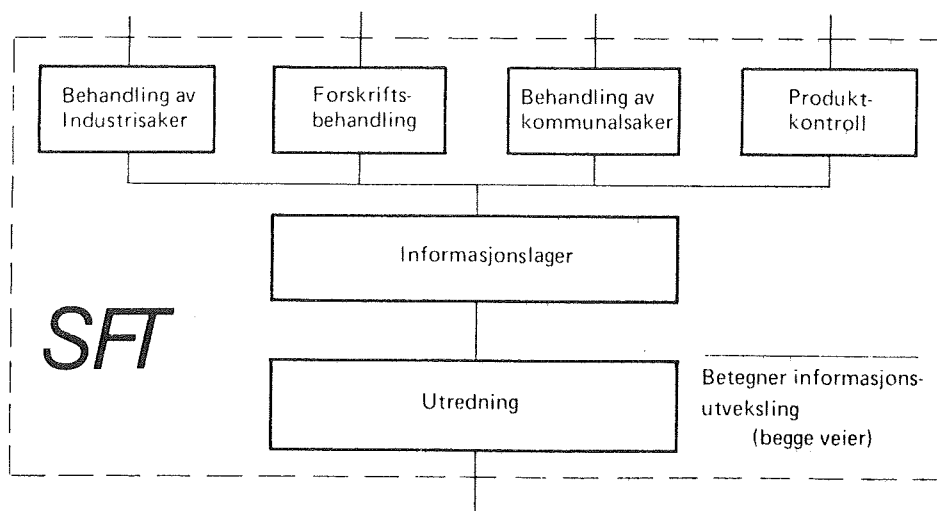 Behandling av
Industrisaker
Forskrifts-
behandling
Behandling av
kommunalsaker
Produkt-
kontroll
Informasjonslager
SFT
Utredning
Betegner informasjons-
utveksling
(begge veier)